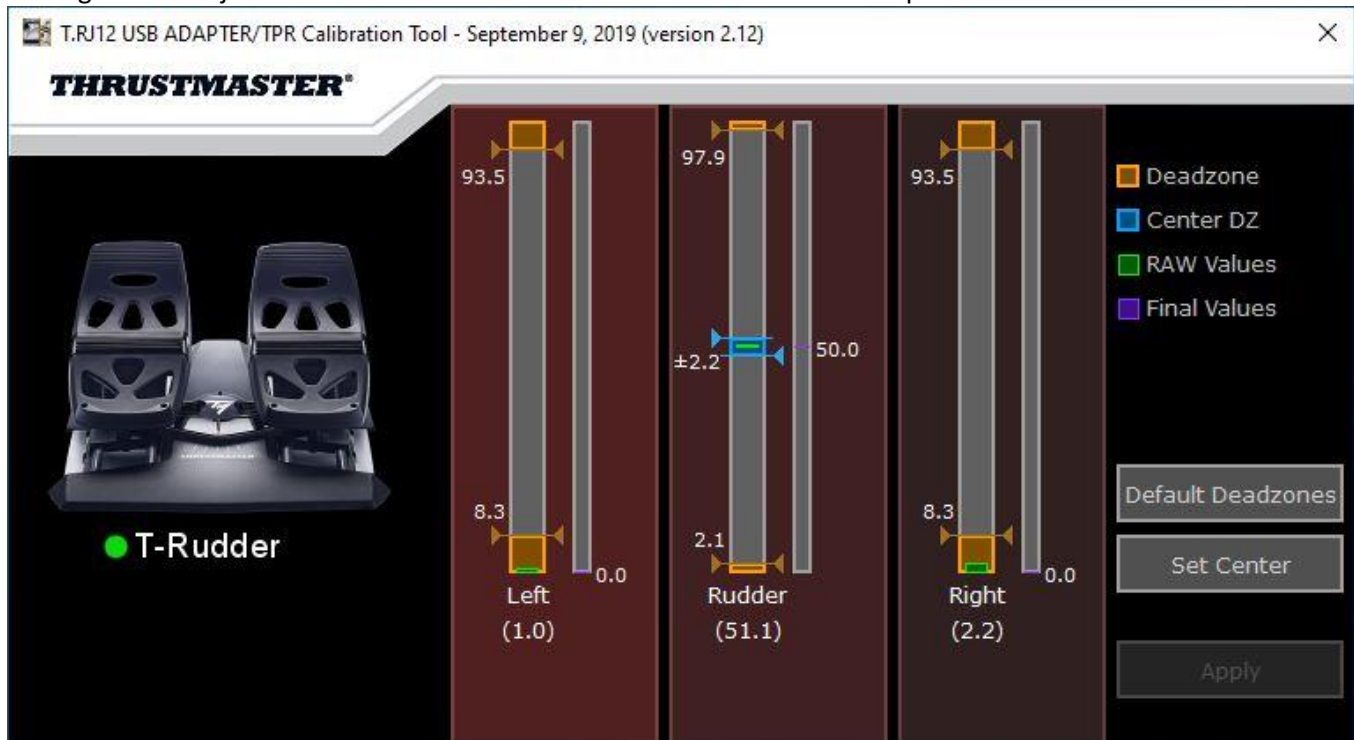 T.RJ12 USB ADAPTER/TPR Calibration Tool - September 9, 2019 (version 2.12)
THRUSTMASTER®
T-Rudder
93.5
8.3
0.0
Left
(1.0)
97.9
±2.2
50.0
2.1
Rudder
(51.1)
93.5
8.3
0.0
Right
(2.2)
Deadzone
Center DZ
RAW Values
Final Values
Default Deadzones
Set Center
Apply